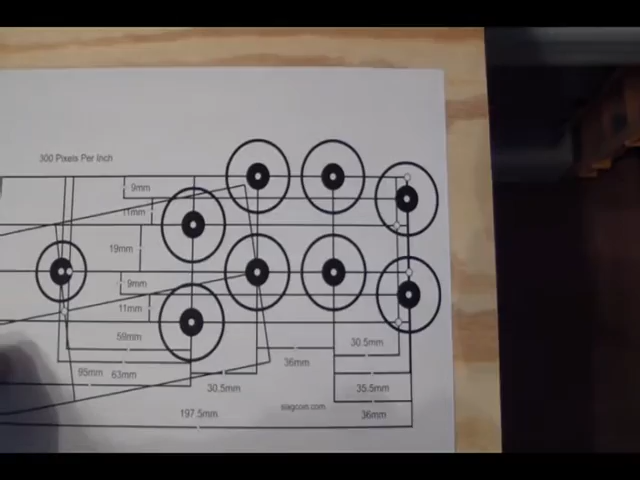 300 Pixels Per Inch
9mm
11mm
19mm
9mm
11mm
59mm
30.5mm
36mm
95mm 63mm
30.5mm
35.5mm
197.5mm
slagcoin.com
36mm